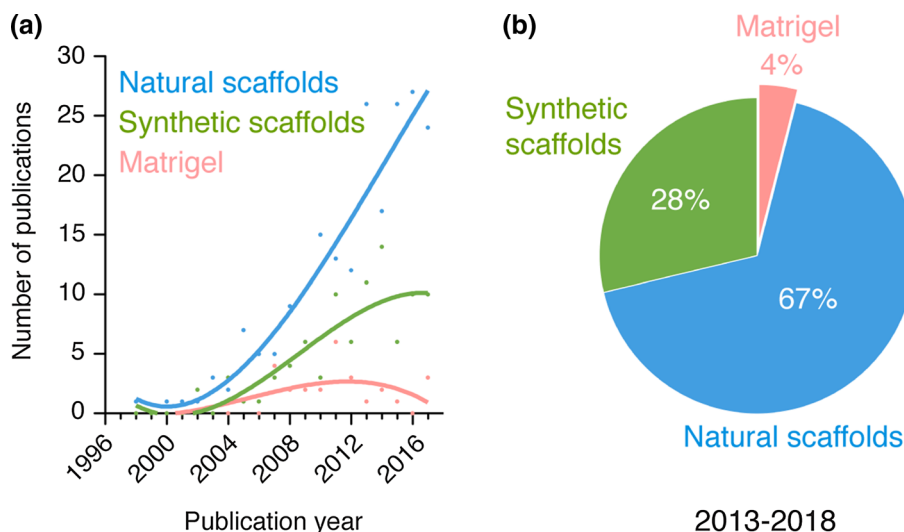 (a)
30
25
20
15
10
5
0
Number of publications
Natural scaffolds
Synthetic scaffolds
Matrigel
1996
2000
2004
2008
2012
2016
Publication year
(b)
Matrigel
4%
Synthetic
scaffolds
28%
67%
Natural scaffolds
2013-2018